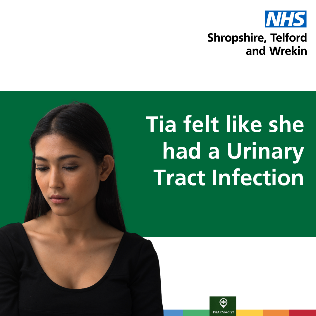 NHS
Shropshire, Telford
and Wrekin
Tia felt like she
had a Urinary
Tract Infection